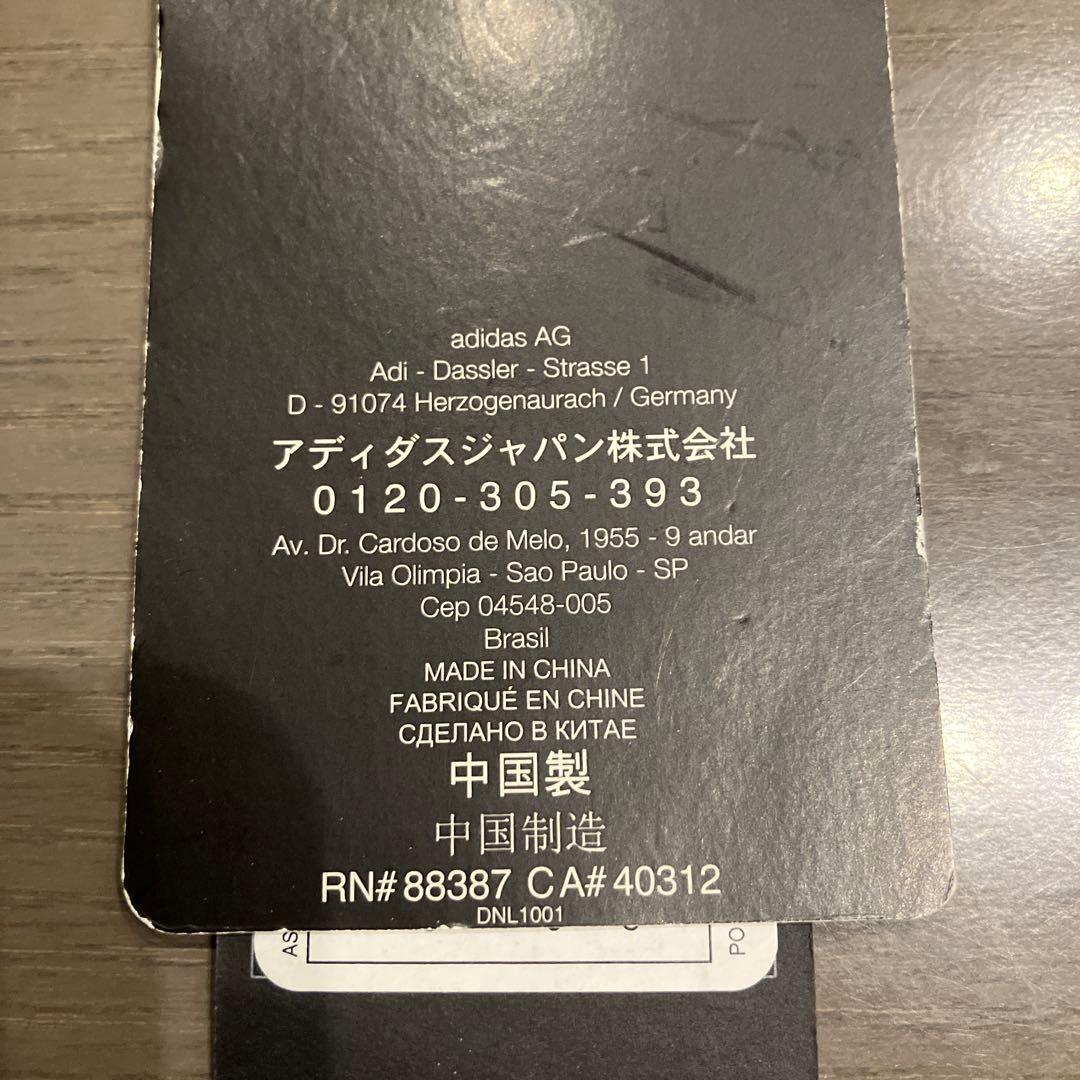 adidas AG
Adi - Dassler - Strasse 1
D - 91074 Herzogenaurach / Germany
アディダスジャパン株式会社
0120-305-393
Av. Dr. Cardoso de Melo, 1955 - 9 andar
Vila Olimpia - Sao Paulo - SP
Cep 04548-005
Brasil
MADE IN CHINA
FABRIQUÉ EN CHINE
СДЕЛАНО В КИТАЕ
中国製
中国制造
RN# 88387 CA# 40312
DNL1001